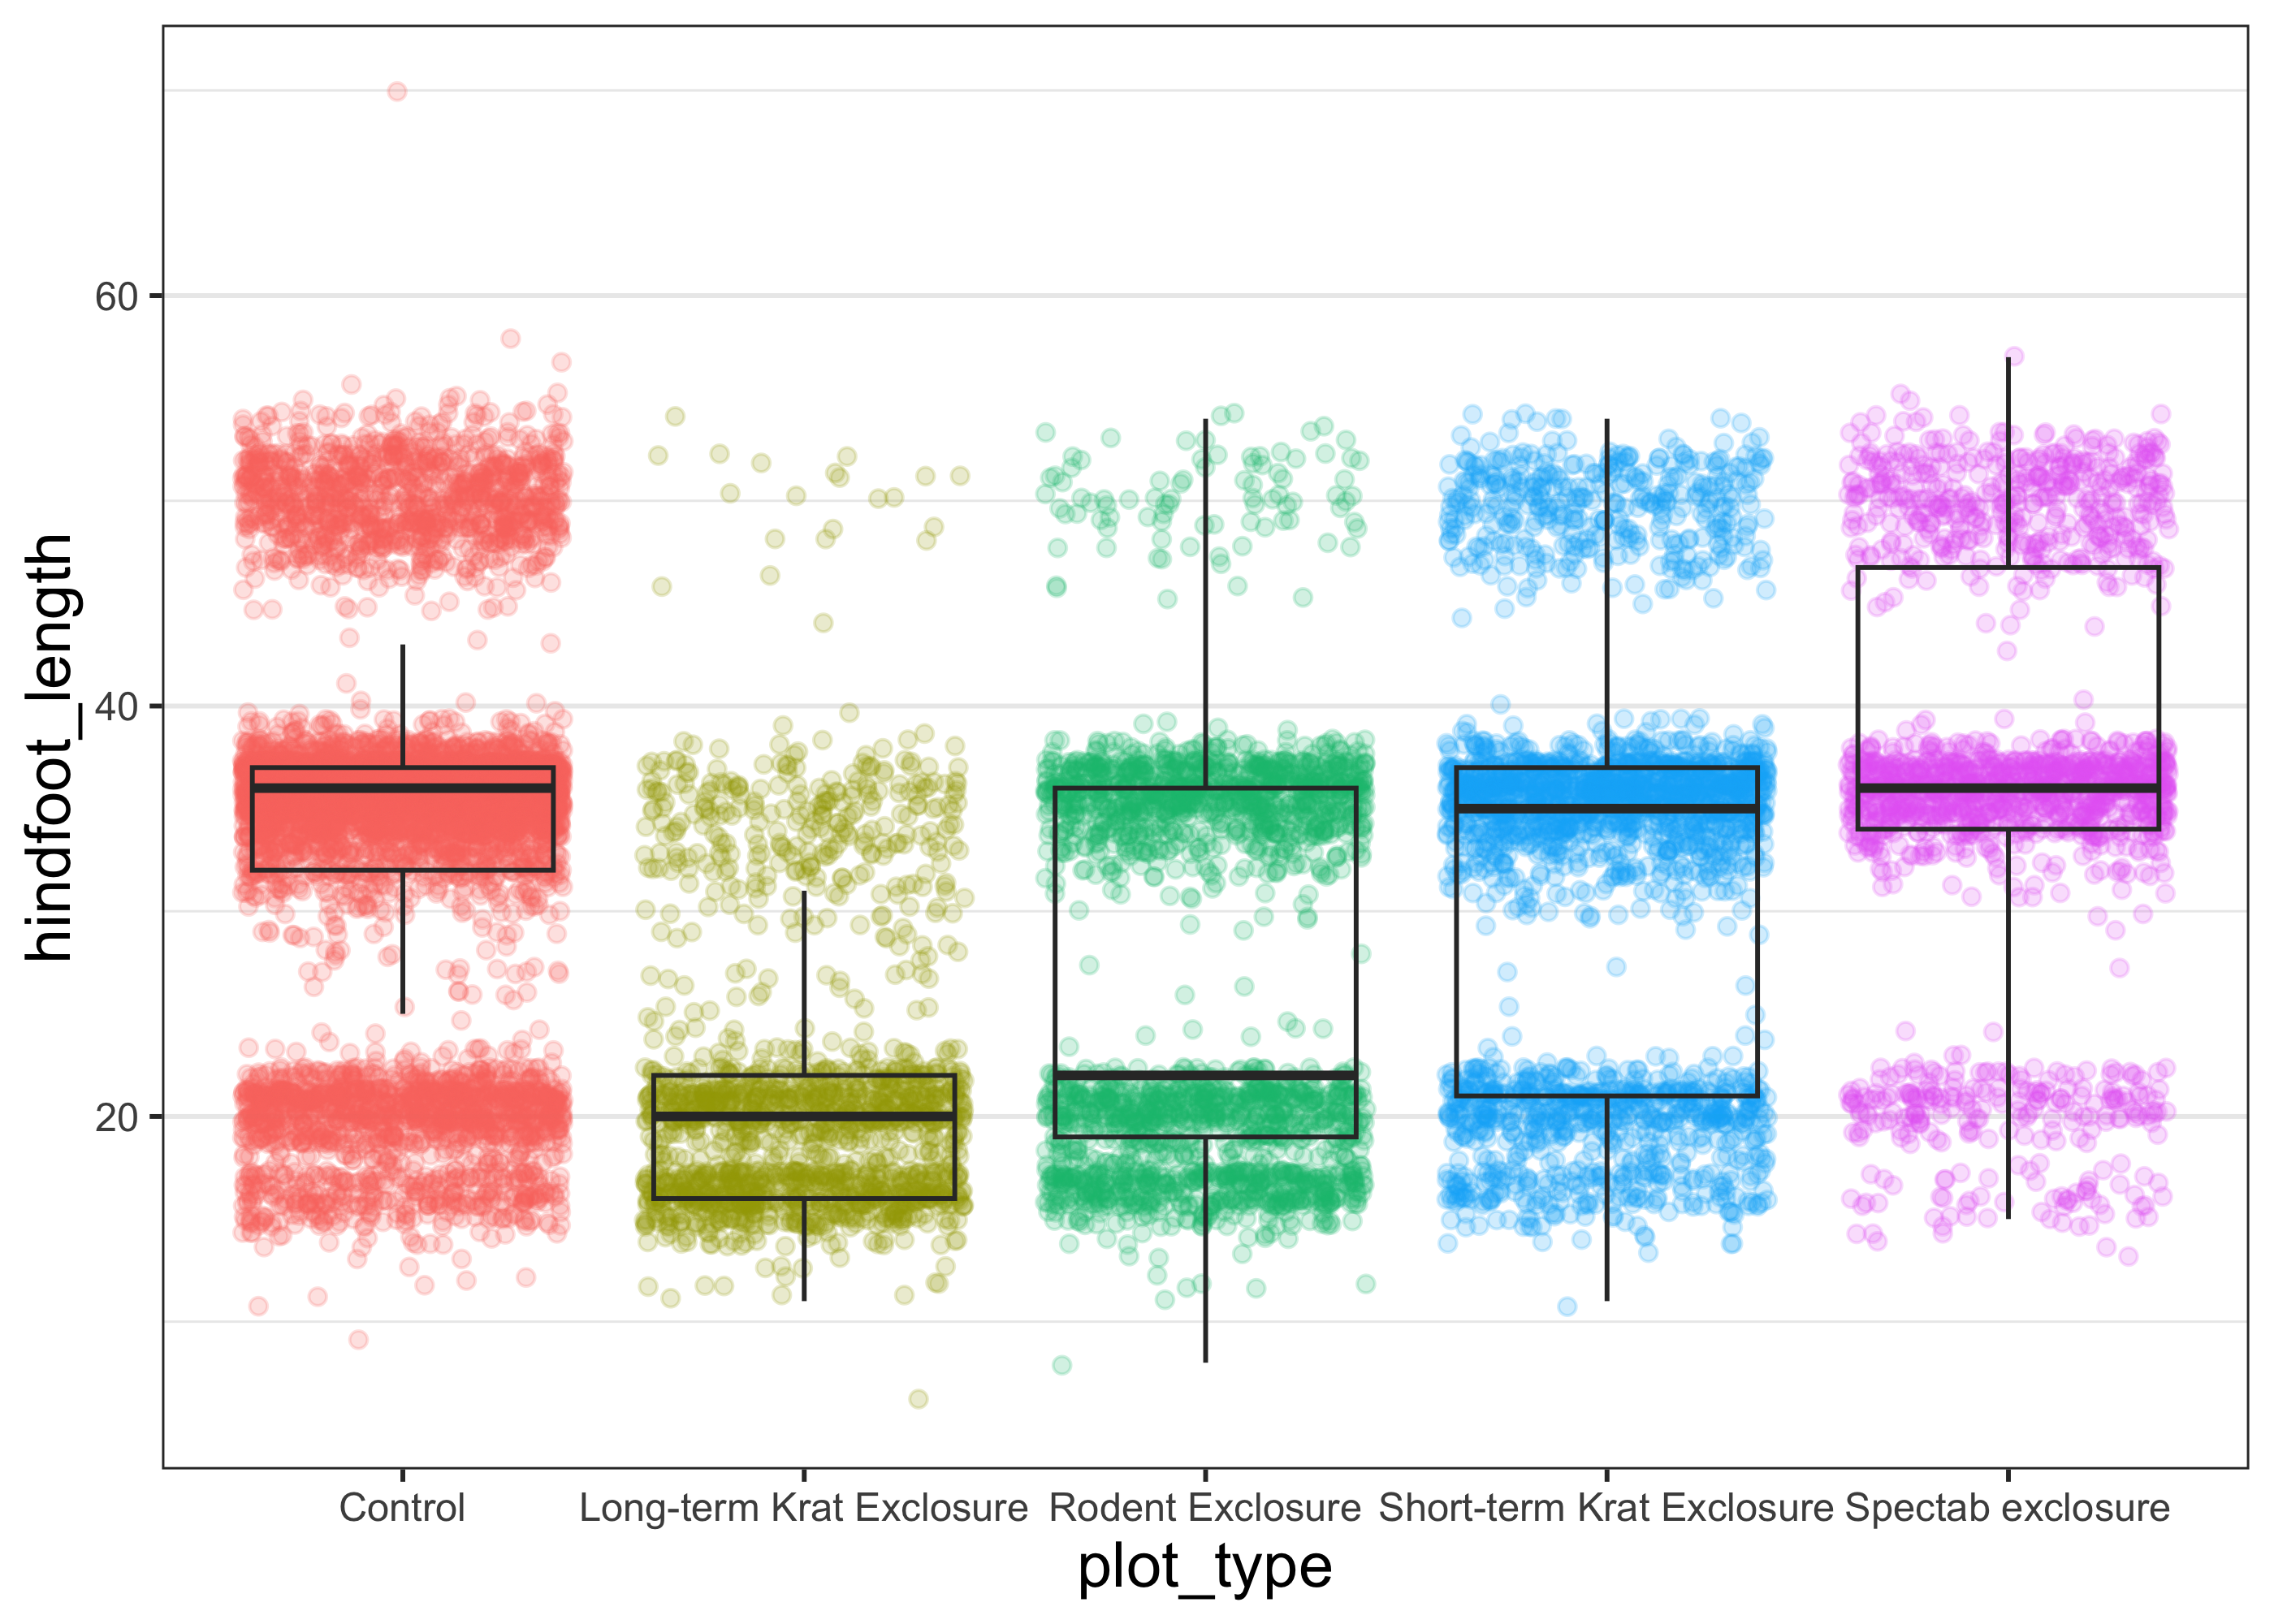 hindfoot_length
60
40
20
Control Long-term Krat Exclosure Rodent Exclosure Short-term Krat Exclosure Spectab exclosure
plot_type